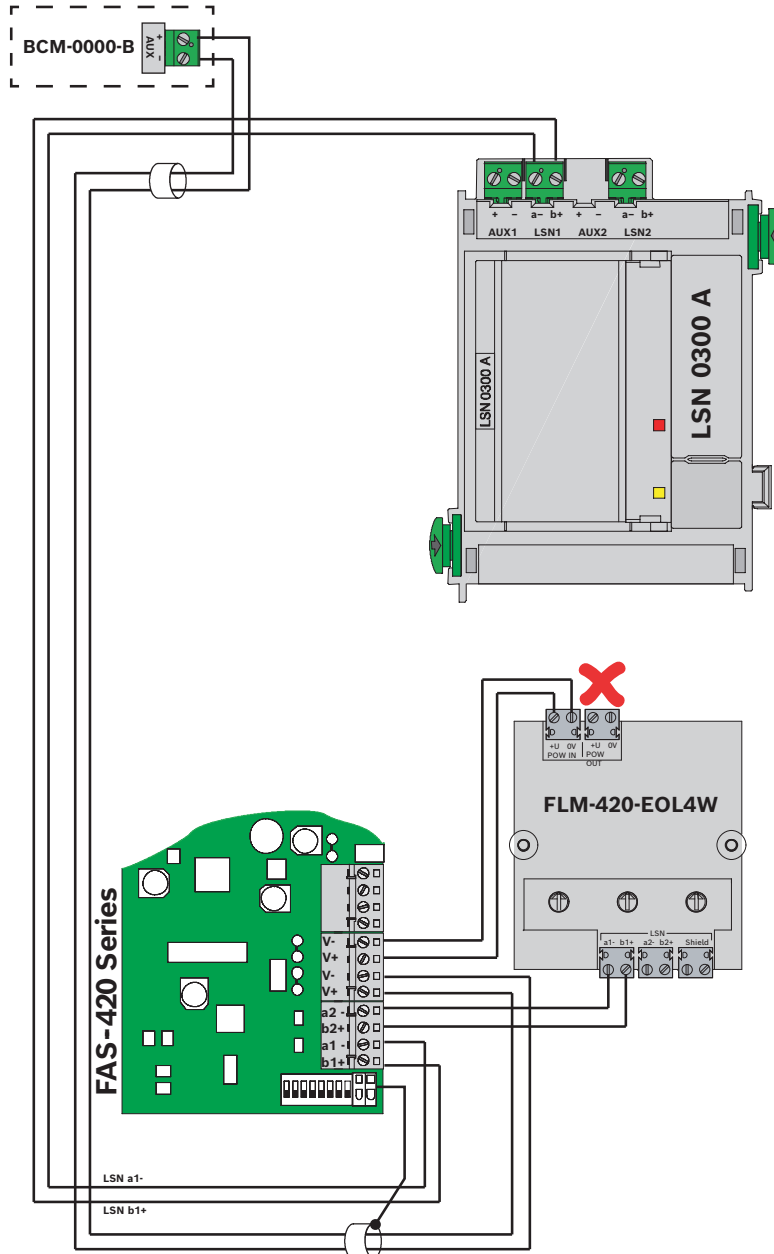 BCM-0000-B
AUX
+ −
+ − a− b+ + − a− b+
AUX1 LSN1 AUX2 LSN2
LSN 0300 A
LSN 0300 A
+U 0V +U 0V
POW IN POW
OUT
FLM-420-EOL4W
LSN
a1- b1+ a2- b2+ Shield
FAS-420 Series
V-
V+
V-
V+
a2 -
b2+
a1 -
b1+
LSN a1-
LSN b1+